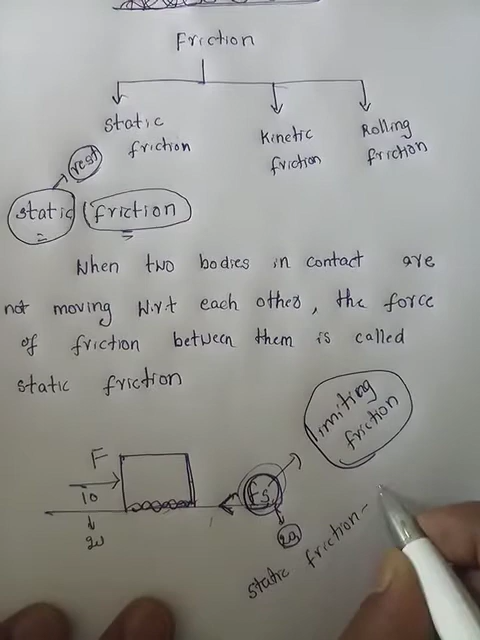 Friction
Static
friction
Kinetic
friction
Rolling
friction
rest
static friction
When two bodies in contact are
not moving w.r.t each other, the force
of friction between them is called
static friction
limiting
friction
F
10
fs
20
20
static friction-